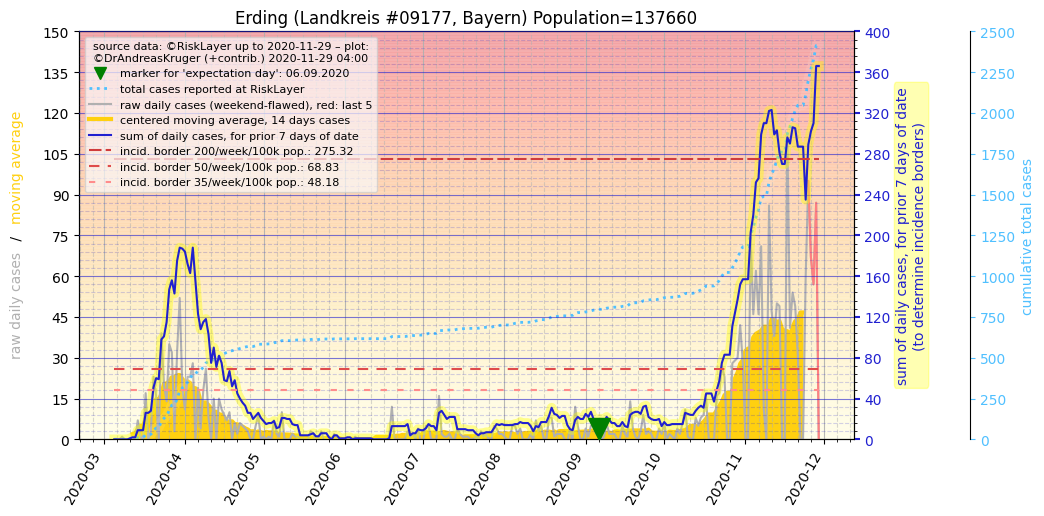 Erding (Landkreis #09177, Bayern) Population=137660
source data: ©RiskLayer up to 2020-11-29 – plot:
©DrAndreasKruger (+contrib.) 2020-11-29 04:00
marker for 'expectation day': 06.09.2020
total cases reported at RiskLayer
raw daily cases (weekend-flawed), red: last 5
centered moving average, 14 days cases
sum of daily cases, for prior 7 days of date
incid. border 200/week/100k pop.: 275.32
incid. border 50/week/100k pop.: 68.83
incid. border 35/week/100k pop.: 48.18
raw daily cases / moving average
150
135
120
105
90
75
60
45
30
15
0
2020-03
2020-04
2020-05
2020-06
2020-07
2020-08
2020-09
2020-10
2020-11
2020-12
400
360
320
280
240
200
160
120
80
40
0
sum of daily cases, for prior 7 days of date
(to determine incidence borders)
2500
2250
2000
1750
1500
1250
1000
750
500
250
0
cumulative total cases